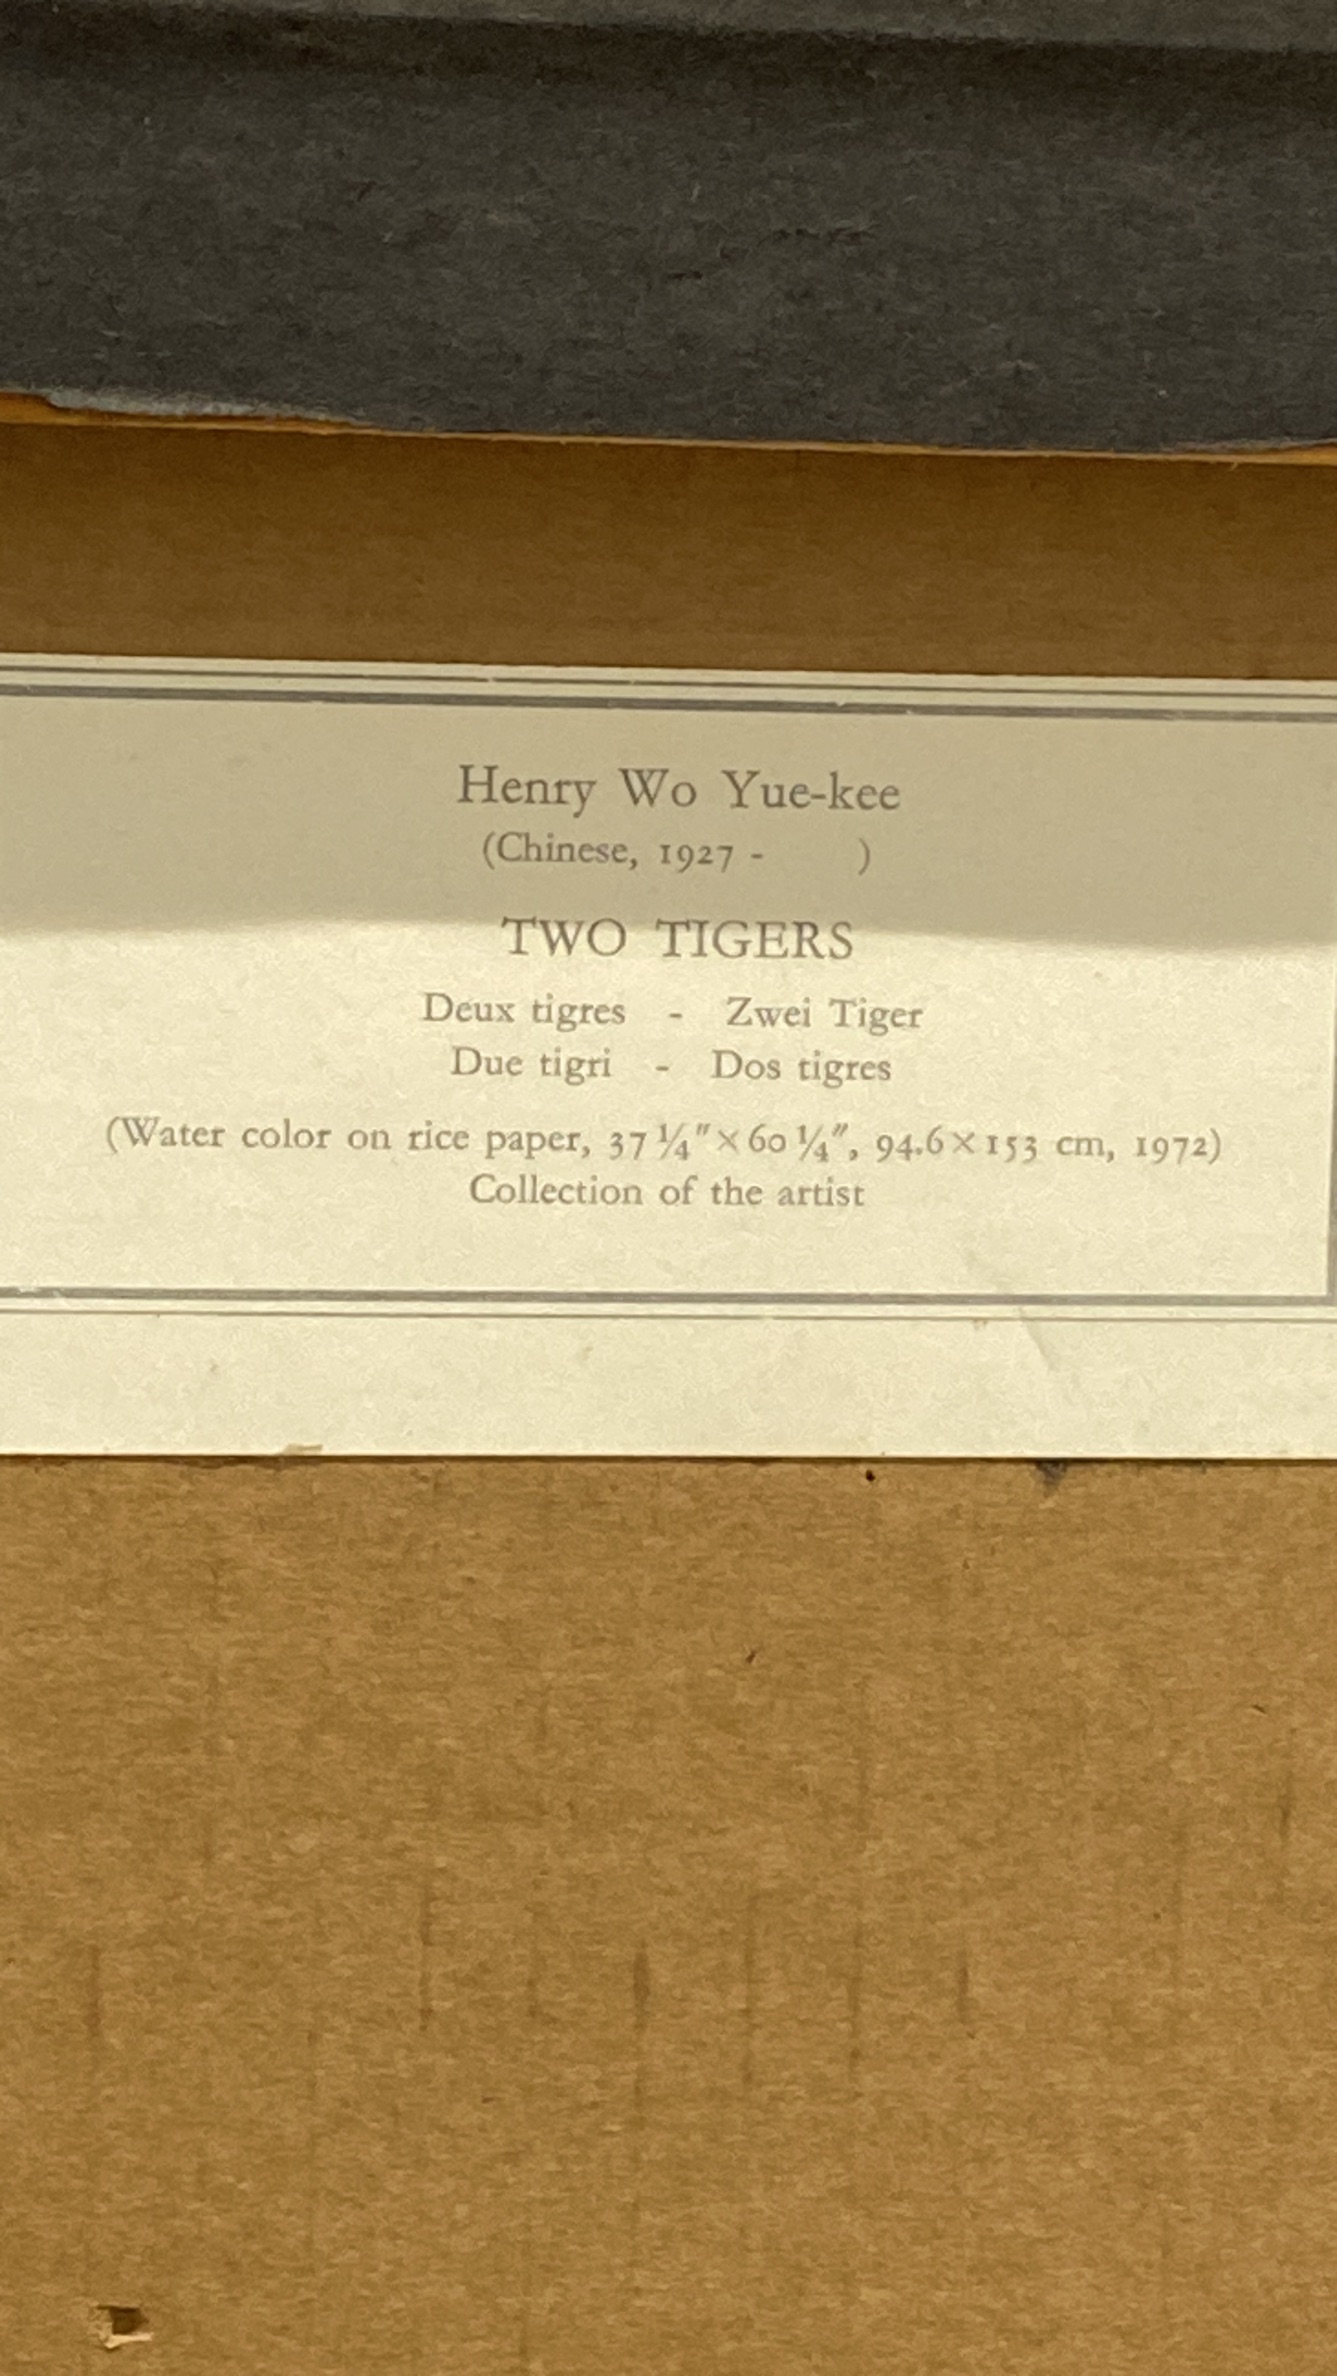 Henry Wo Yue-kee
(Chinese, 1927 - )
TWO TIGERS
Deux tigres - Zwei Tiger
Due tigri - Dos tigres
(Water color on rice paper, 37 ¼" × 60 ¼", 94.6 × 153 cm, 1972)
Collection of the artist